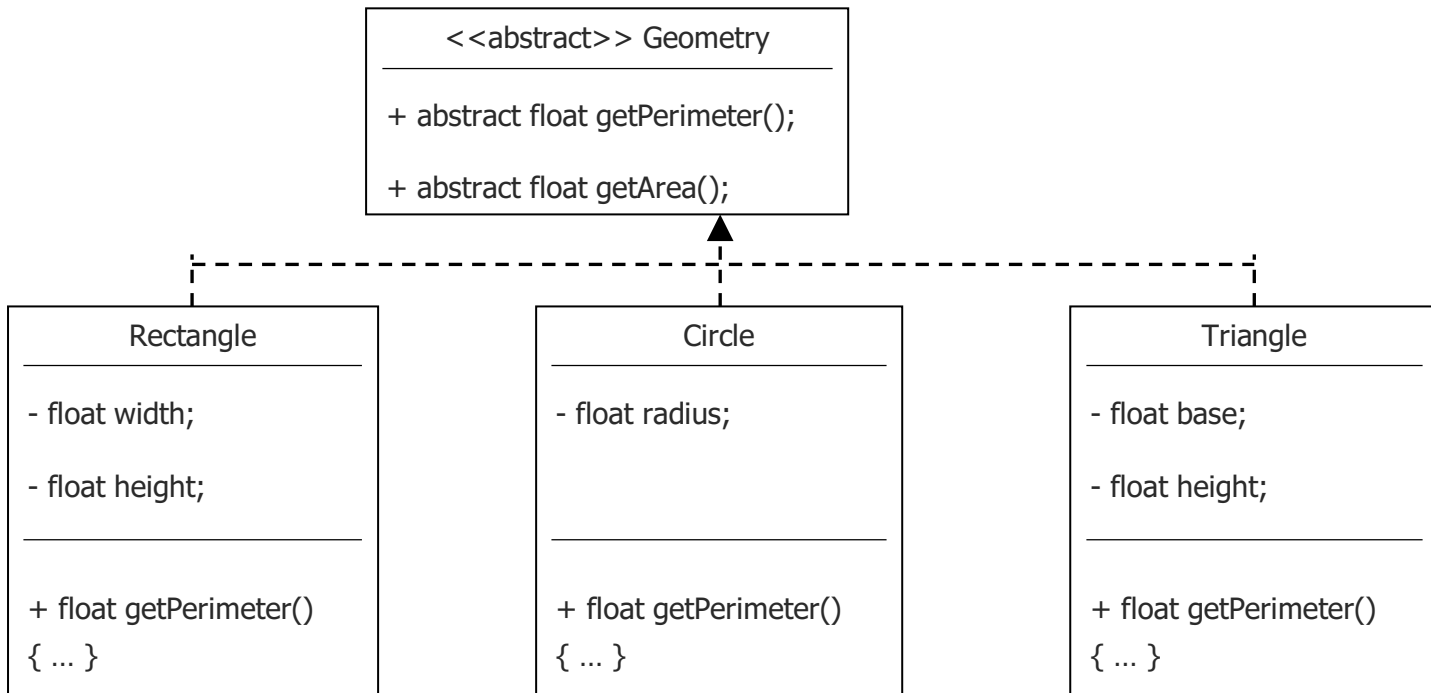 <<abstract>> Geometry
+ abstract float getPerimeter();
+ abstract float getArea();
Rectangle
- float width;
- float height;
+ float getPerimeter()
{ ... }
Circle
- float radius;
+ float getPerimeter()
{ ... }
Triangle
- float base;
- float height;
+ float getPerimeter()
{ ... }